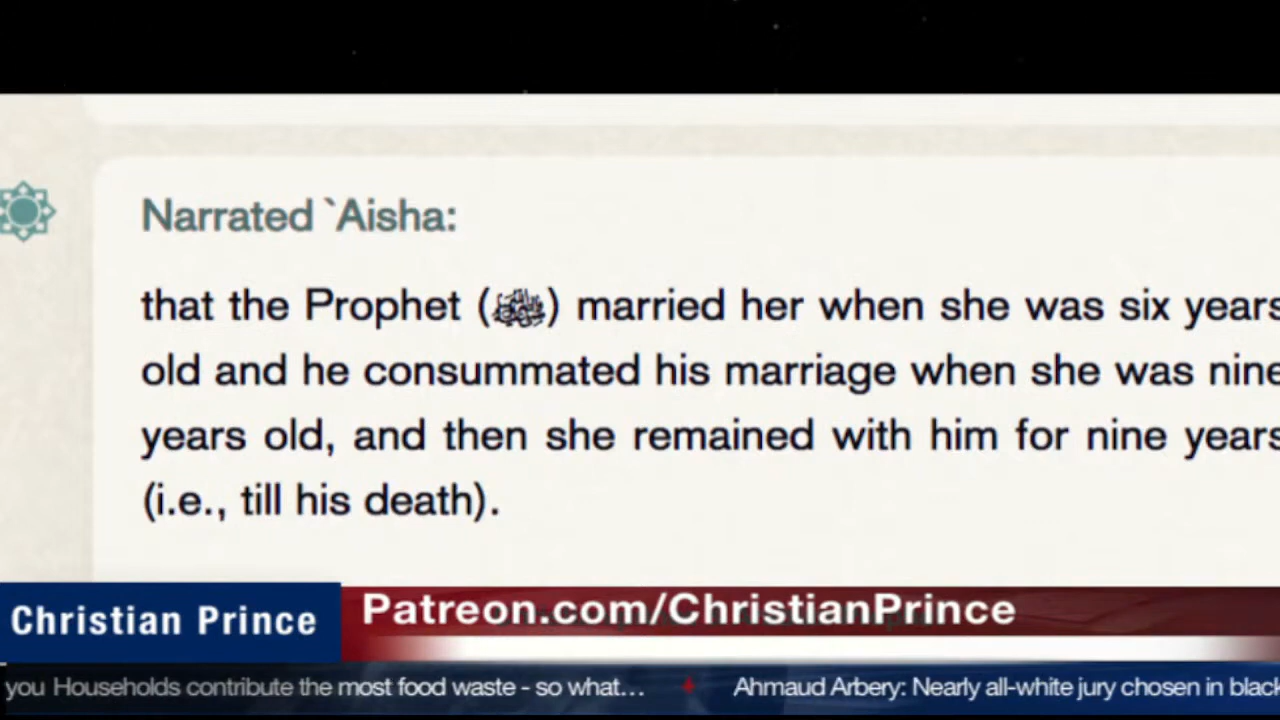 Narrated `Aisha:
that the Prophet (ﷺ) married her when she was six years
old and he consummated his marriage when she was nine
years old, and then she remained with him for nine years
(i.e., till his death).
Christian Prince
Patreon.com/ChristianPrince
you Households contribute the most food waste - so what… Ahmaud Arbery: Nearly all-white jury chosen in black